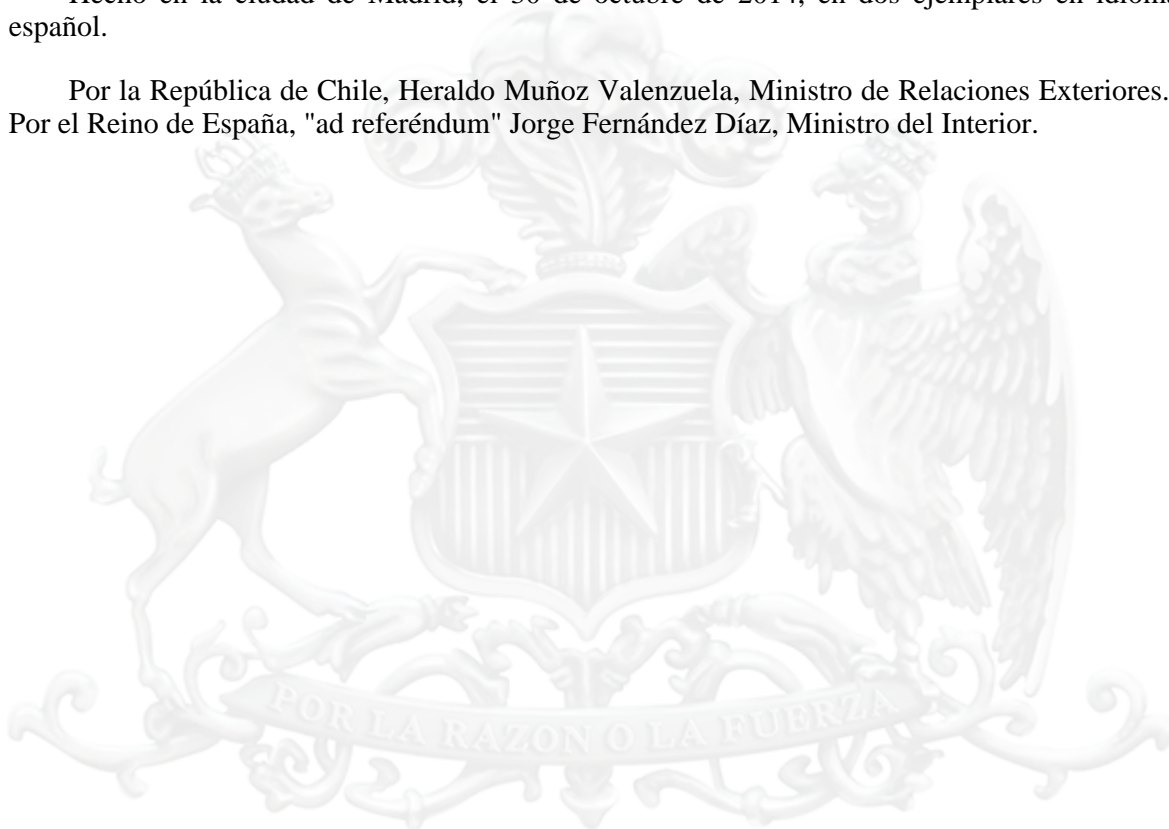 Hecho en la ciudad de Madrid, el 30 de octubre de 2014, en dos ejemplares en idioma
español.
Por la República de Chile, Heraldo Muñoz Valenzuela, Ministro de Relaciones Exteriores.
Por el Reino de España, "ad referéndum" Jorge Fernández Díaz, Ministro del Interior.
POR LA RAZON O LA FUERZA